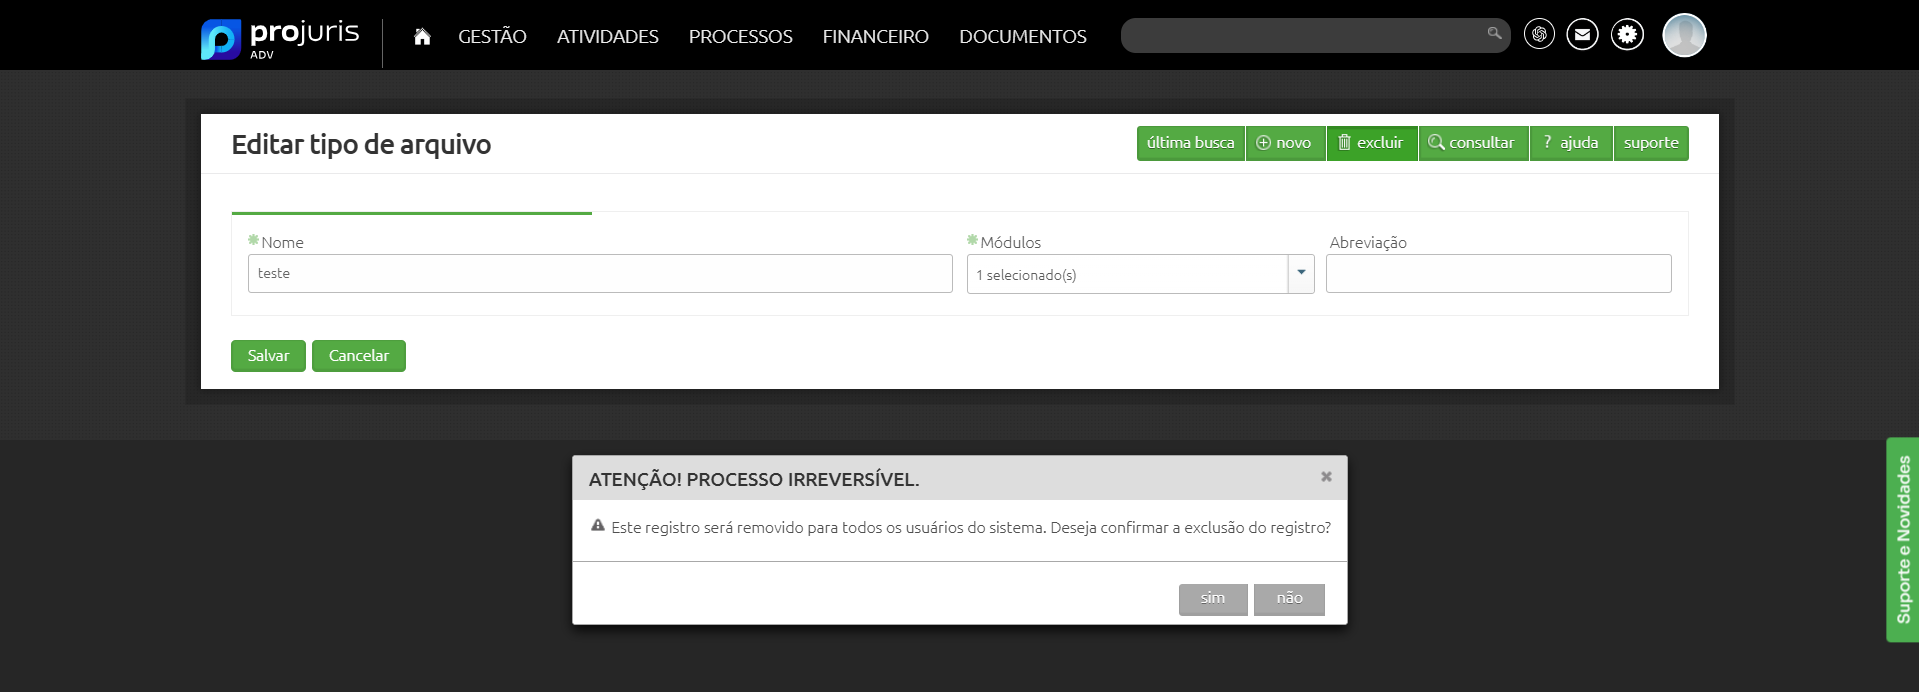 projuris
ADV
GESTÃO ATIVIDADES PROCESSOS FINANCEIRO DOCUMENTOS
Editar tipo de arquivo
última busca novo excluir consultar ? ajuda suporte
Nome Módulos Abreviação
teste 1 selecionado(s)
Salvar Cancelar
ATENÇÃO! PROCESSO IRREVERSÍVEL.
Este registro será removido para todos os usuários do sistema. Deseja confirmar a exclusão do registro?
sim não
Suporte e Novidades